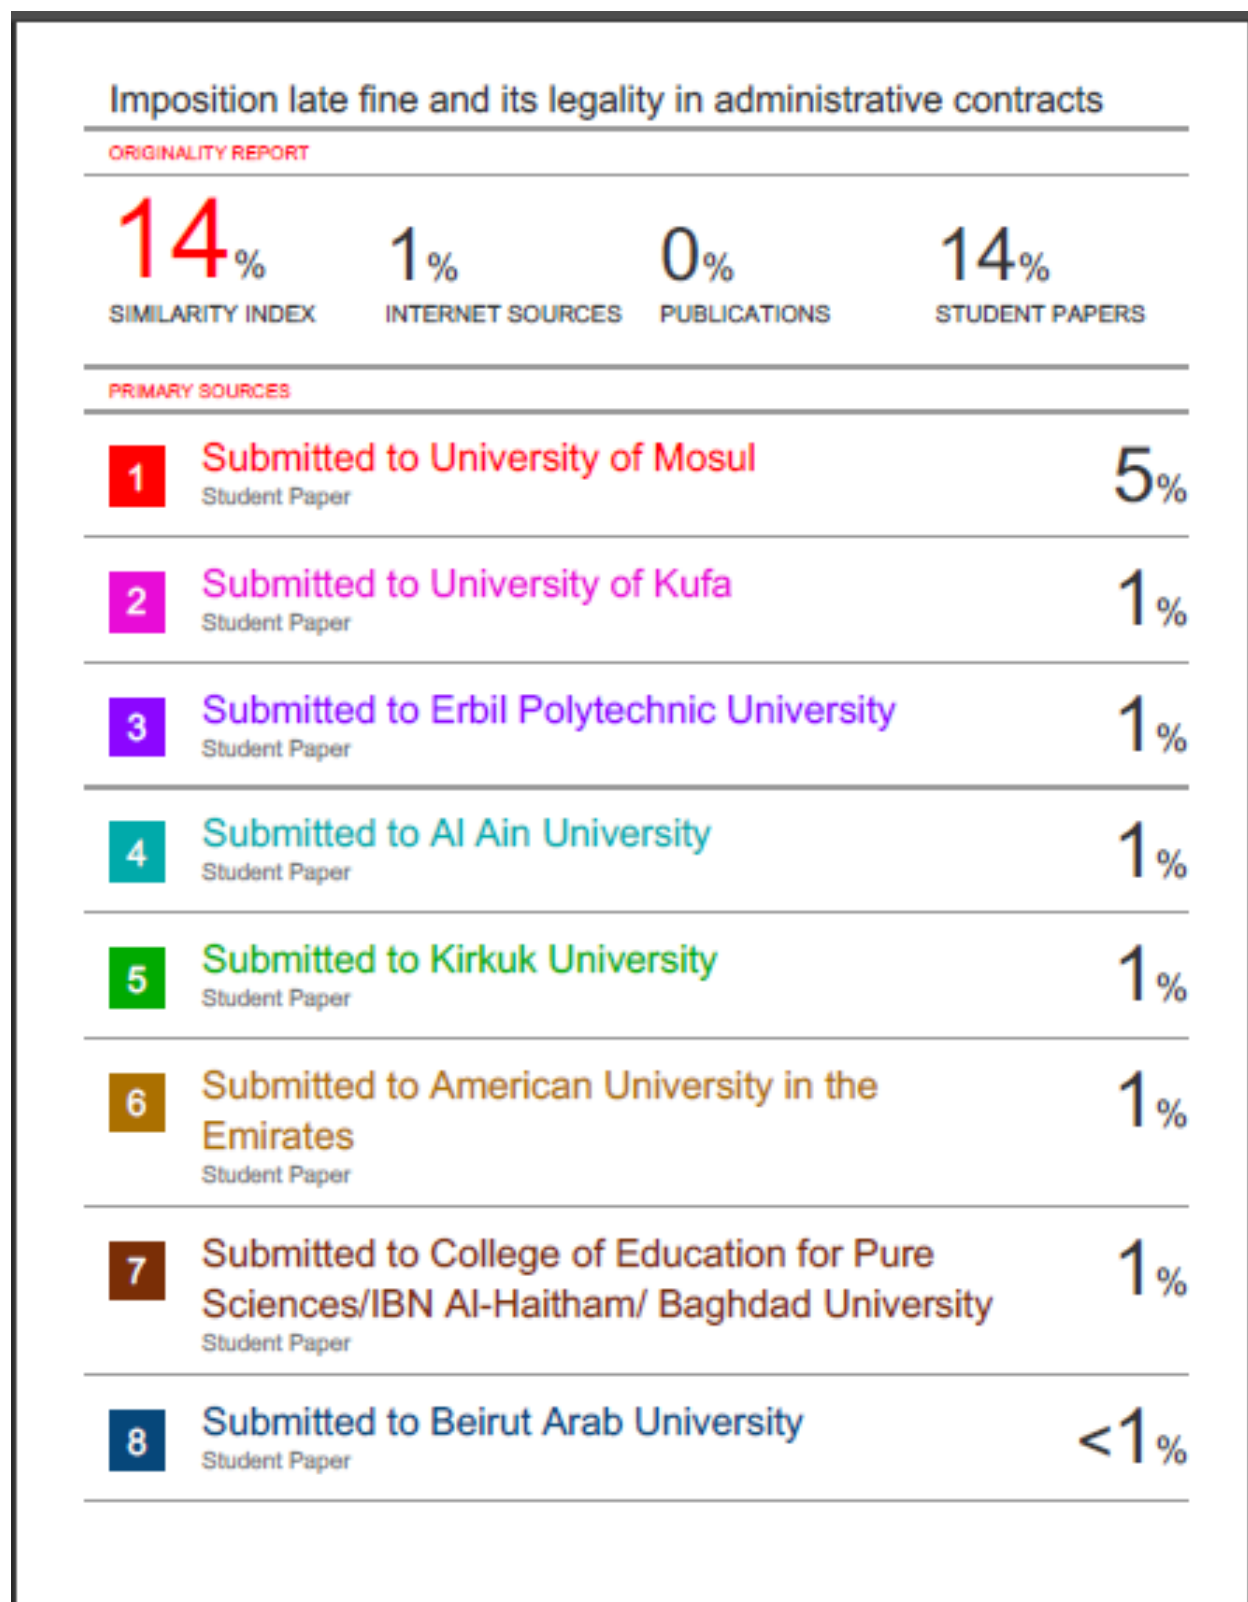 Imposition late fine and its legality in administrative contracts
ORIGINALITY REPORT
14% 1% 0% 14%
SIMILARITY INDEX INTERNET SOURCES PUBLICATIONS STUDENT PAPERS
PRIMARY SOURCES
1 Submitted to University of Mosul 5%
Student Paper
2 Submitted to University of Kufa 1%
Student Paper
3 Submitted to Erbil Polytechnic University 1%
Student Paper
4 Submitted to Al Ain University 1%
Student Paper
5 Submitted to Kirkuk University 1%
Student Paper
6 Submitted to American University in the 1%
Emirates
Student Paper
7 Submitted to College of Education for Pure 1%
Sciences/IBN Al-Haitham/ Baghdad University
Student Paper
8 Submitted to Beirut Arab University <1%
Student Paper